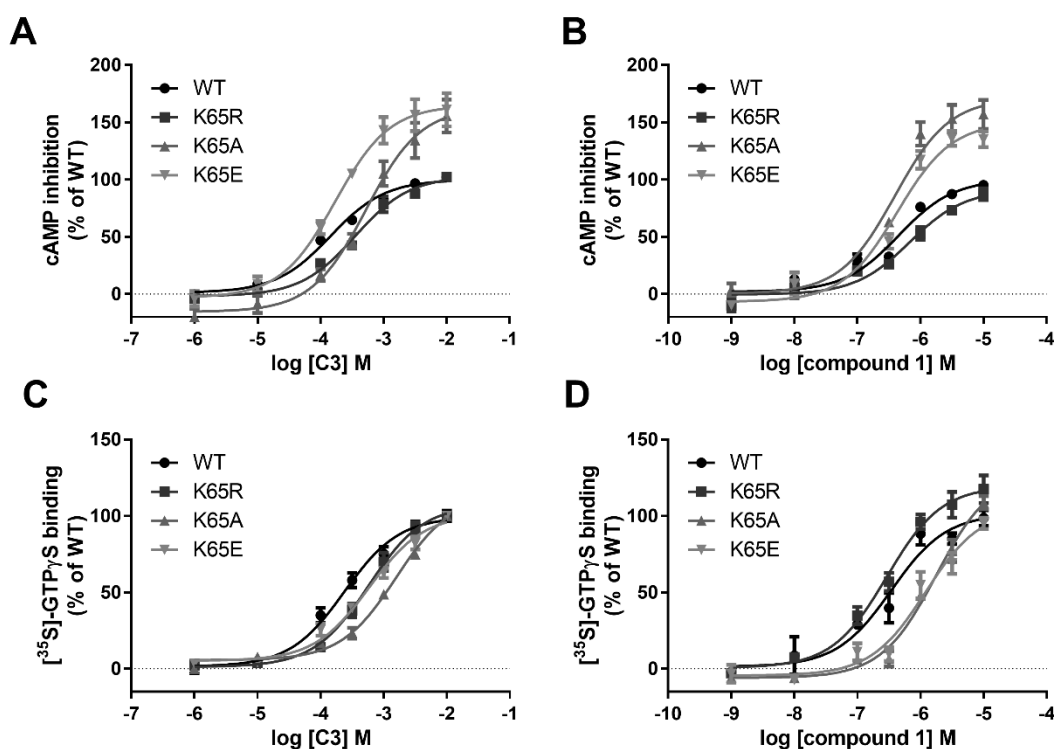 A
cAMP inhibition
(% of WT)
200
150
100
50
0
WT
K65R
K65A
K65E
-7 -6 -5 -4 -3 -2 -1
log [C3] M
B
cAMP inhibition
(% of WT)
200
150
100
50
0
WT
K65R
K65A
K65E
-10 -9 -8 -7 -6 -5 -4
log [compound 1] M
C
[³⁵S]-GTPγS binding
(% of WT)
150
100
50
0
WT
K65R
K65A
K65E
-7 -6 -5 -4 -3 -2 -1
log [C3] M
D
[³⁵S]-GTPγS binding
(% of WT)
150
100
50
0
WT
K65R
K65A
K65E
-10 -9 -8 -7 -6 -5 -4
log [compound 1] M